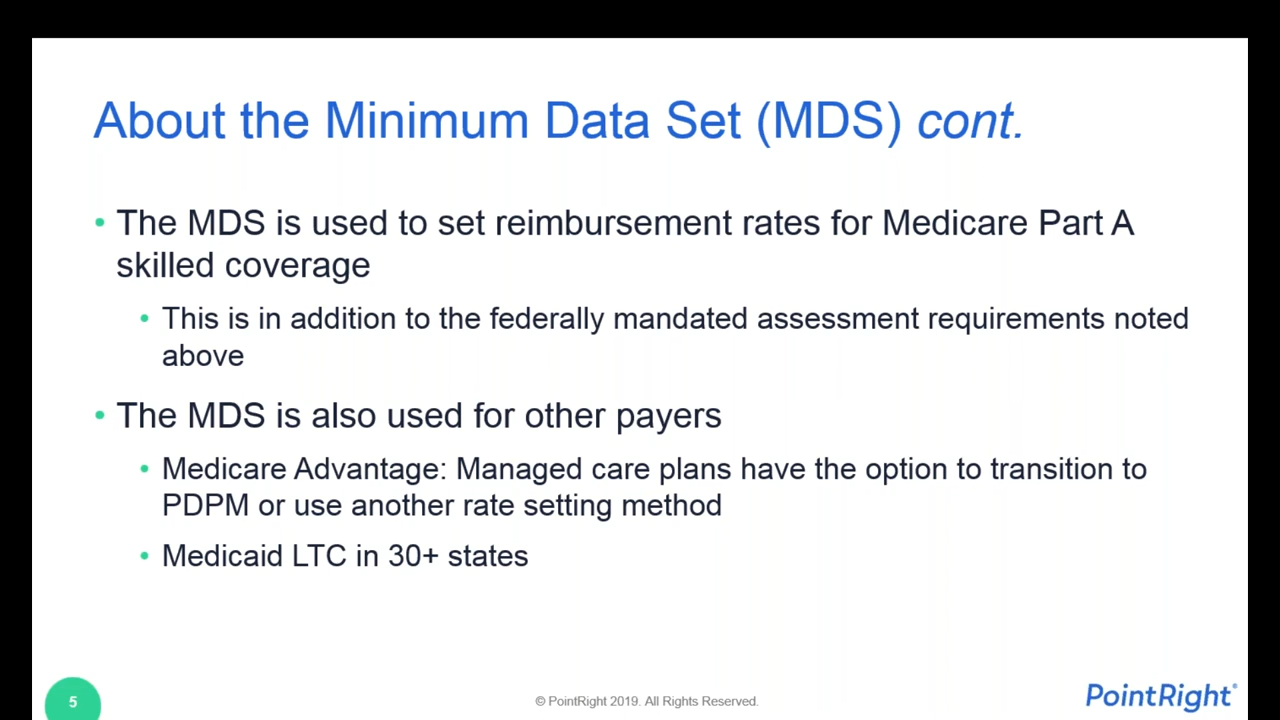 About the Minimum Data Set (MDS) cont.
• The MDS is used to set reimbursement rates for Medicare Part A
skilled coverage
• This is in addition to the federally mandated assessment requirements noted
above
• The MDS is also used for other payers
• Medicare Advantage: Managed care plans have the option to transition to
PDPM or use another rate setting method
• Medicaid LTC in 30+ states
5
© PointRight 2019. All Rights Reserved.
PointRight®